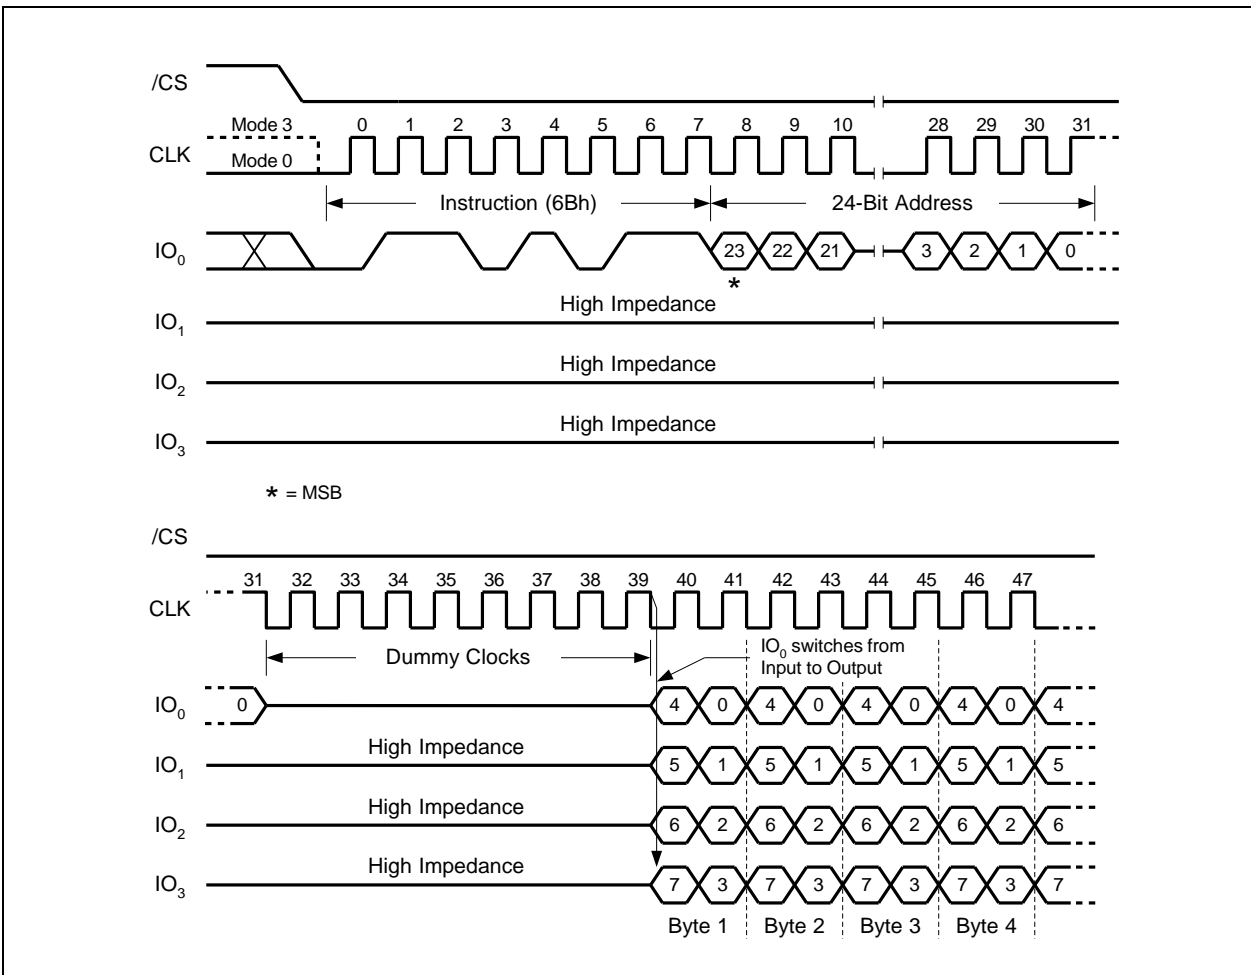 /CS
Mode 3 0 1 2 3 4 5 6 7 8 9 10 28 29 30 31
CLK
Mode 0
Instruction (6Bh) 24-Bit Address
IO0 23 22 21 3 2 1 0
*
High Impedance
IO1
High Impedance
IO2
High Impedance
IO3
* = MSB
/CS
31 32 33 34 35 36 37 38 39 40 41 42 43 44 45 46 47
CLK
IO0 switches from
Dummy Clocks Input to Output
IO0 0 4 0 4 0 4 0 4 0 4
High Impedance
IO1 5 1 5 1 5 1 5 1 5
High Impedance
IO2 6 2 6 2 6 2 6 2 6
High Impedance
IO3 7 3 7 3 7 3 7 3 7
Byte 1 Byte 2 Byte 3 Byte 4